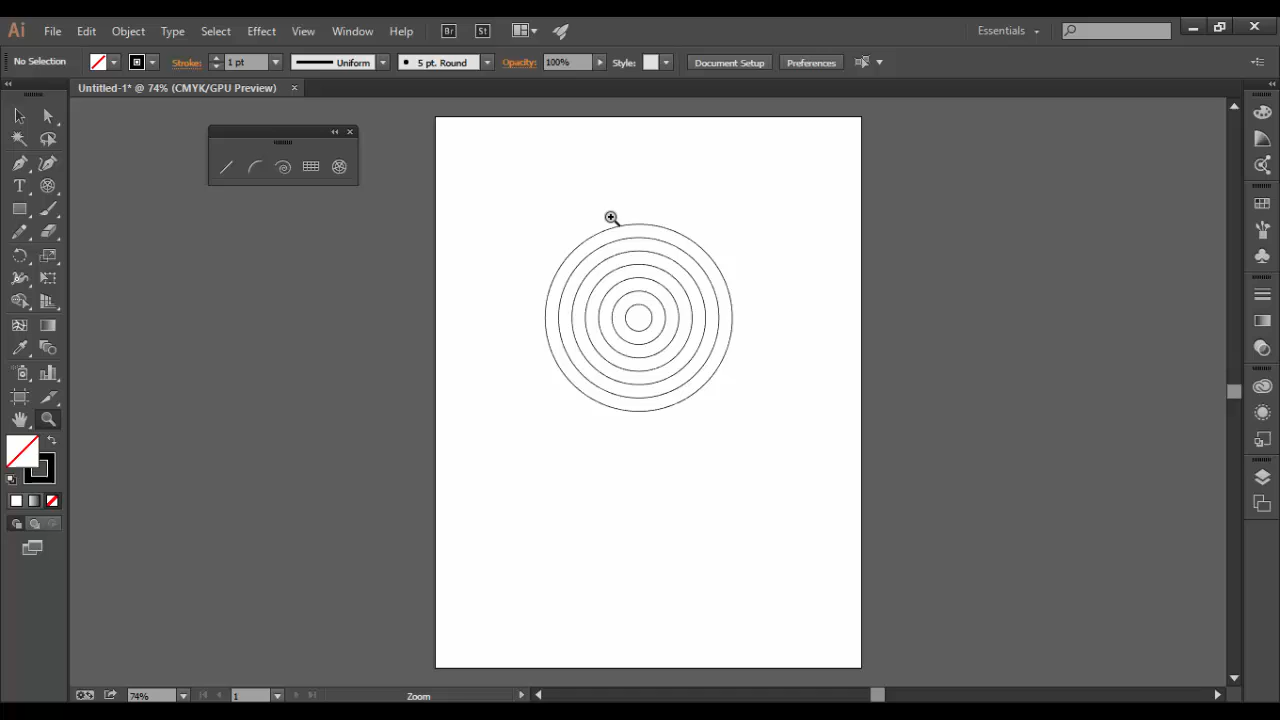 Ai File Edit Object Type Select Effect View Window Help Br St Essentials
No Selection Stroke: 1 pt Uniform 5 pt. Round Opacity: 100% Style: Document Setup Preferences
Untitled-1* @ 74% (CMYK/GPU Preview)
T
74% 1 Zoom